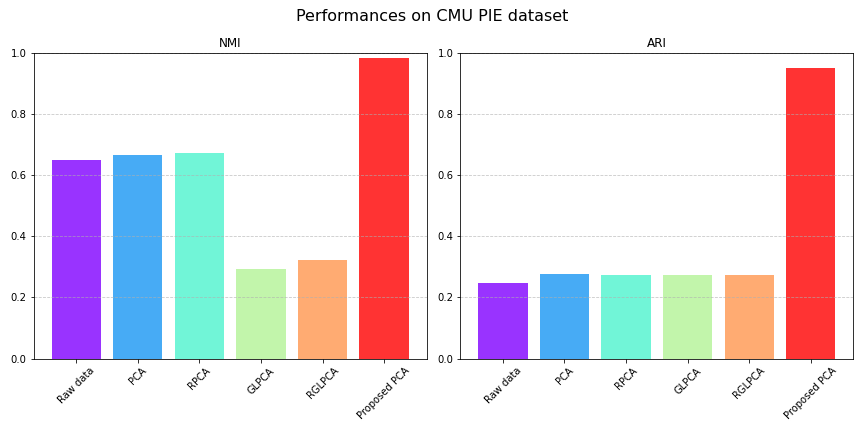 Performances on CMU PIE dataset
NMI
1.0
0.8
0.6
0.4
0.2
0.0
Raw data
PCA
RPCA
GLPCA
RGLPCA
Proposed PCA
ARI
1.0
0.8
0.6
0.4
0.2
0.0
Raw data
PCA
RPCA
GLPCA
RGLPCA
Proposed PCA